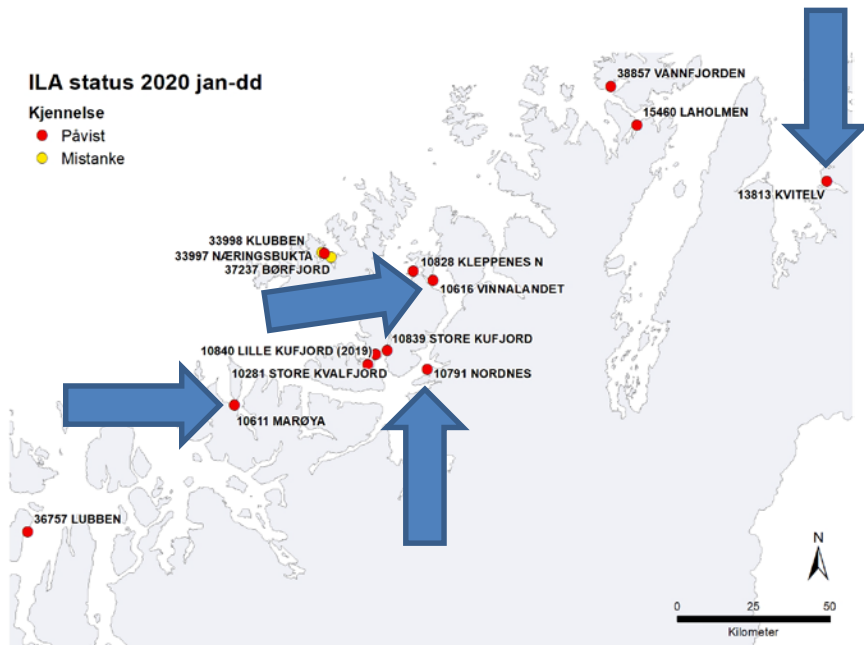 ILA status 2020 jan-dd
Kjennelse
Påvist
Mistanke
38857 VANNFJORDEN
15460 LAHOLMEN
13813 KVITELV
33998 KLUBBEN
33997 NÆRINGSBUKTA
37237 BØRFJORD
10828 KLEPPENES N
10616 VINNALANDET
10839 STORE KUFJORD
10840 LILLE KUFJORD (2019)
10281 STORE KVALFJORD
10791 NORDNES
10611 MARØYA
36757 LUBBEN
N
0 25 50
Kilometer